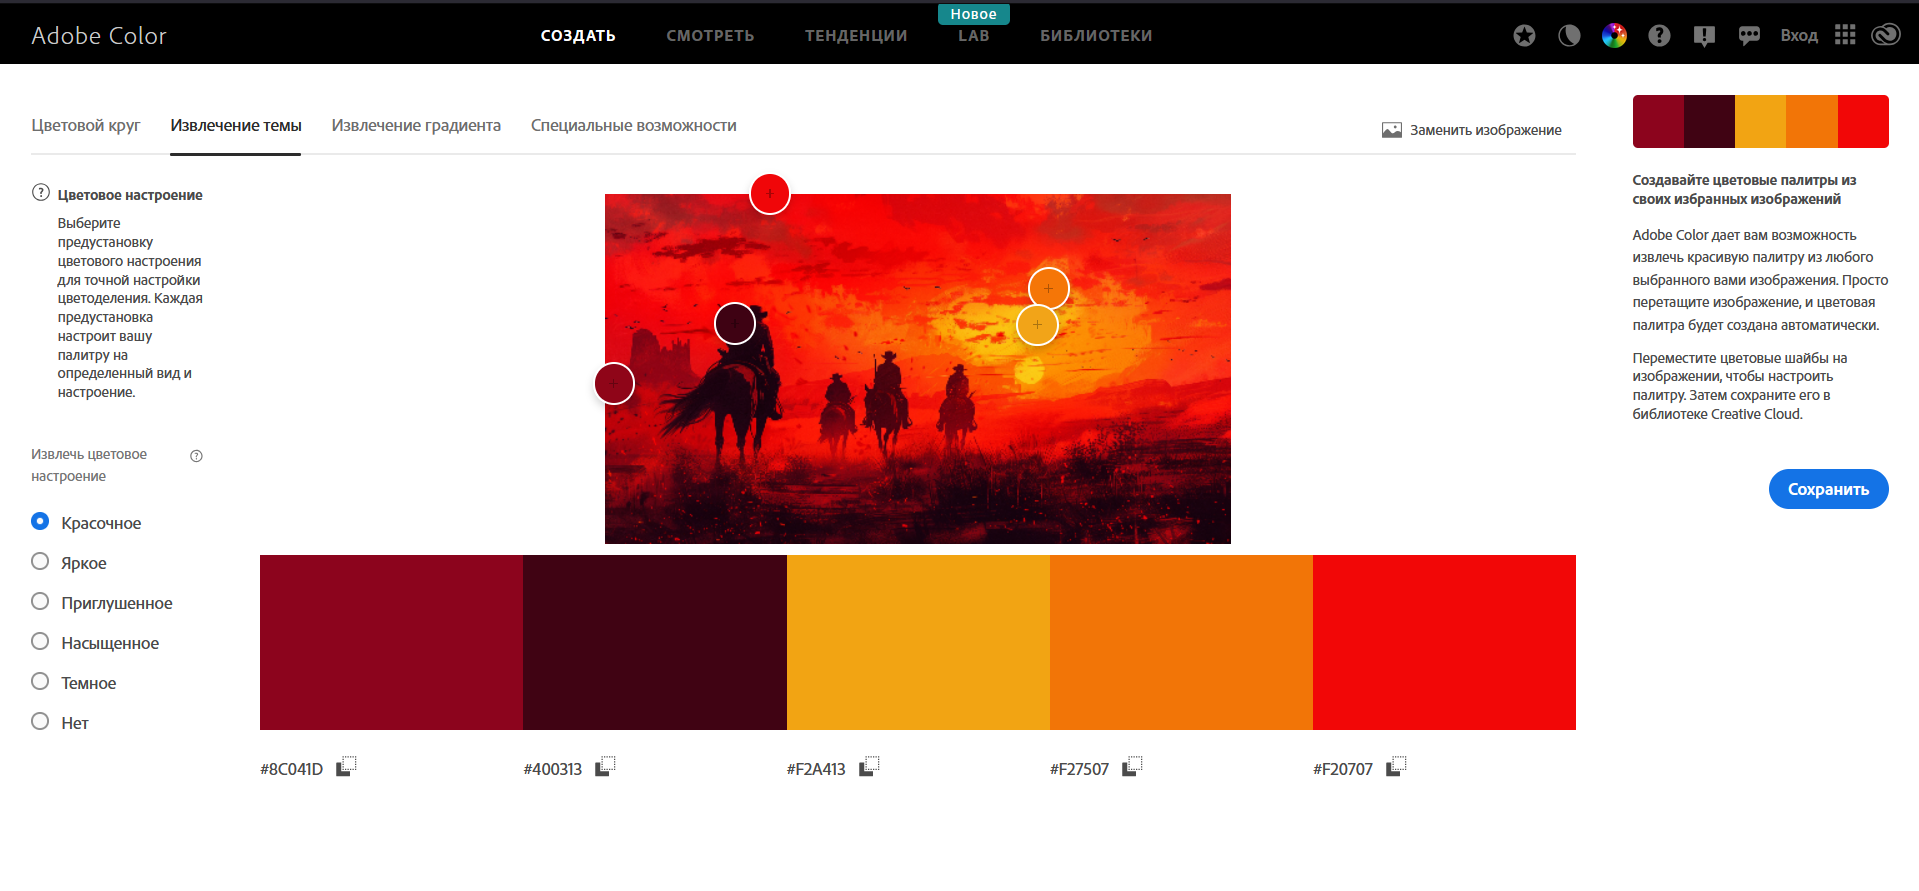 Новое
Adobe Color
СОЗДАТЬ СМОТРЕТЬ ТЕНДЕНЦИИ LAB БИБЛИОТЕКИ
Вход
Цветовой круг Извлечение темы Извлечение градиента Специальные возможности
Заменить изображение
Цветовое настроение
Выберите
предустановку
цветового настроения
для точной настройки
цветоделения. Каждая
предустановка
настроит вашу
палитру на
определенный вид и
настроение.
Извлечь цветовое
настроение
Красочное
Яркое
Приглушенное
Насыщенное
Темное
Нет
#8C041D
#400313
#F2A413
#F27507
#F20707
Создавайте цветовые палитры из
своих избранных изображений
Adobe Color дает вам возможность
извлечь красивую палитру из любого
выбранного вами изображения. Просто
перетащите изображение, и цветовая
палитра будет создана автоматически.
Переместите цветовые шайбы на
изображении, чтобы настроить
палитру. Затем сохраните его в
библиотеке Creative Cloud.
Сохранить